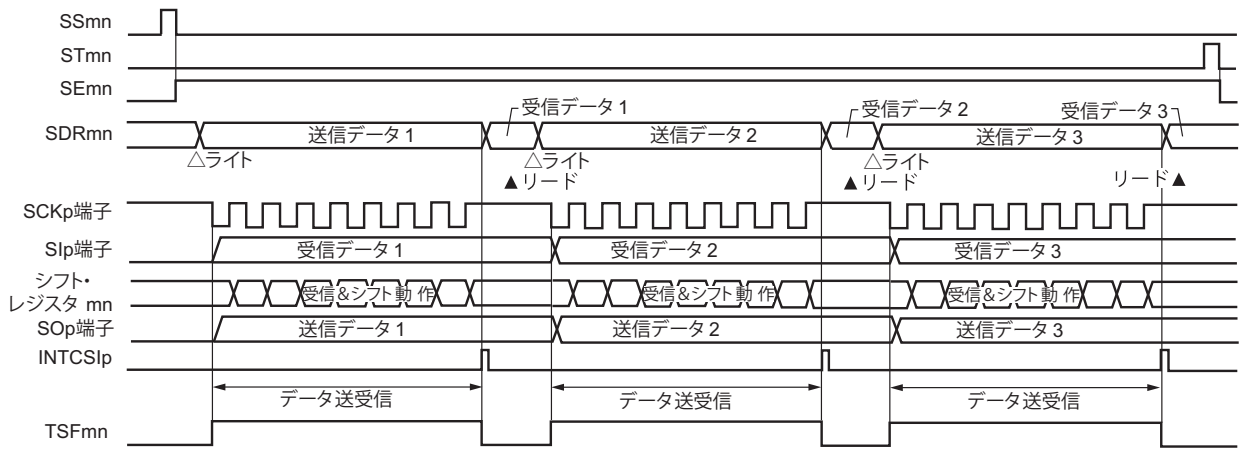 SSmn
STmn
SEmn
受信データ 1
受信データ 2
受信データ 3
SDRmn
送信データ 1
送信データ 2
送信データ 3
△ライト
△ライト
△ライト
▲リード
▲リード
リード▲
SCKp端子
SIp端子
受信データ 1
受信データ 2
受信データ 3
シフト・
レジスタ mn
受信&シフト動作
受信&シフト動作
受信&シフト動作
SOp端子
送信データ 1
送信データ 2
送信データ 3
INTCSIp
データ送受信
データ送受信
データ送受信
TSFmn